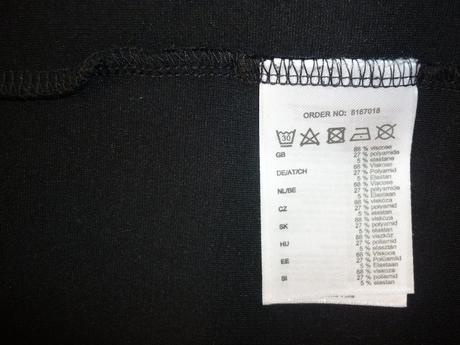 ORDER NO: 8167018
30
GB
68 % viscose
27 % polyamide
5 % elastane
DE/AT/CH
68 % Viskose
27 % Polyamid
5 % Elastan
NL/BE
68 % Viscose
27 % polyamide
5 % Elastaan
CZ
68 % viskóza
27 % polyamid
5 % elastan
SK
68 % viskóza
27 % polyamid
5 % elastan
HU
68 % viszkóz
27 % poliamid
5 % elasztán
EE
68 % Viskoos
27 % Polüamiid
5 % Elastaan
SI
68 % viskoza
27 % poliamid
5 % elastan